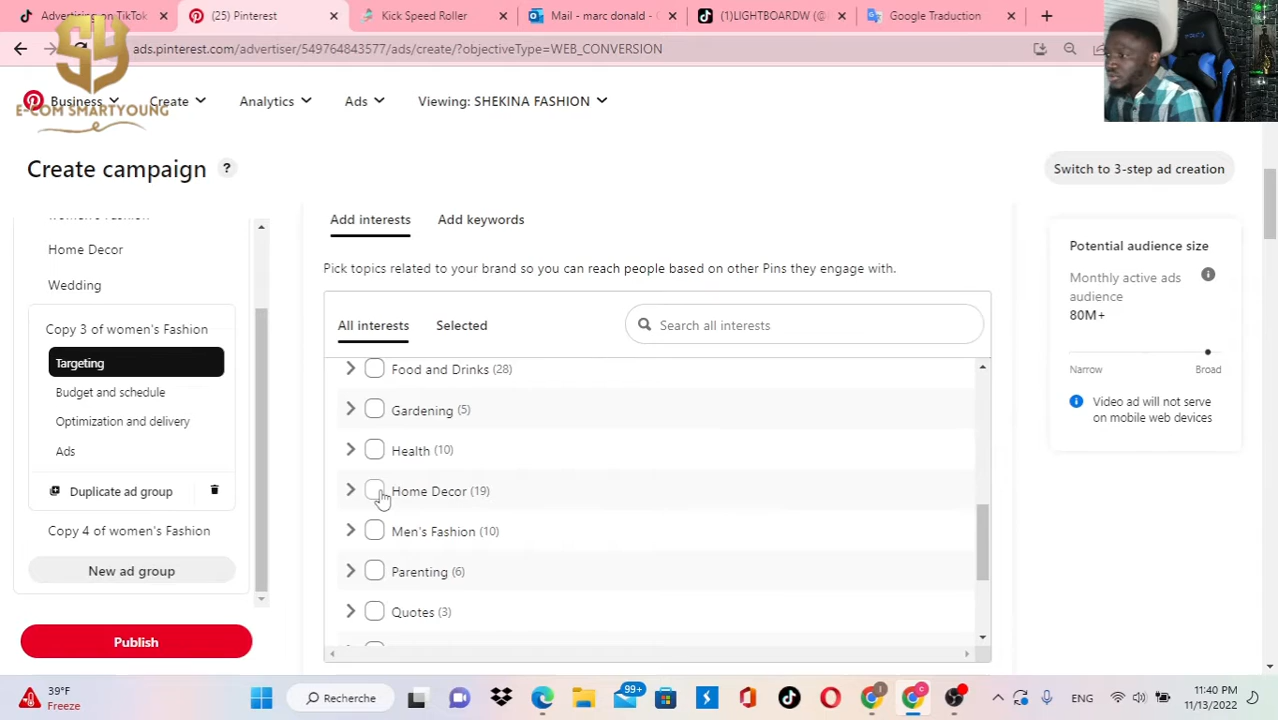 Advertising on TikTok
(25) Pinterest
Kick Speed Roller
Mail - marc donald - 
(1)LIGHTBOARDW (@
Google Traduction
ads.pinterest.com/advertiser/549764843577/ads/create/?objectiveType=WEB_CONVERSION
Business
Create
Analytics
Ads
Viewing: SHEKINA FASHION
E-COM SMARTYOUNG
Create campaign ?
Switch to 3-step ad creation
women's Fashion
Home Decor
Wedding
Copy 3 of women's Fashion
Targeting
Budget and schedule
Optimization and delivery
Ads
Duplicate ad group
Copy 4 of women's Fashion
New ad group
Publish
Add interests
Add keywords
Pick topics related to your brand so you can reach people based on other Pins they engage with.
All interests
Selected
Search all interests
Food and Drinks (28)
Gardening (5)
Health (10)
Home Decor (19)
Men's Fashion (10)
Parenting (6)
Quotes (3)
Potential audience size
Monthly active ads
audience
80M+
Narrow
Broad
Video ad will not serve
on mobile web devices
39°F
Freeze
Recherche
99+
ENG
11:40 PM
11/13/2022